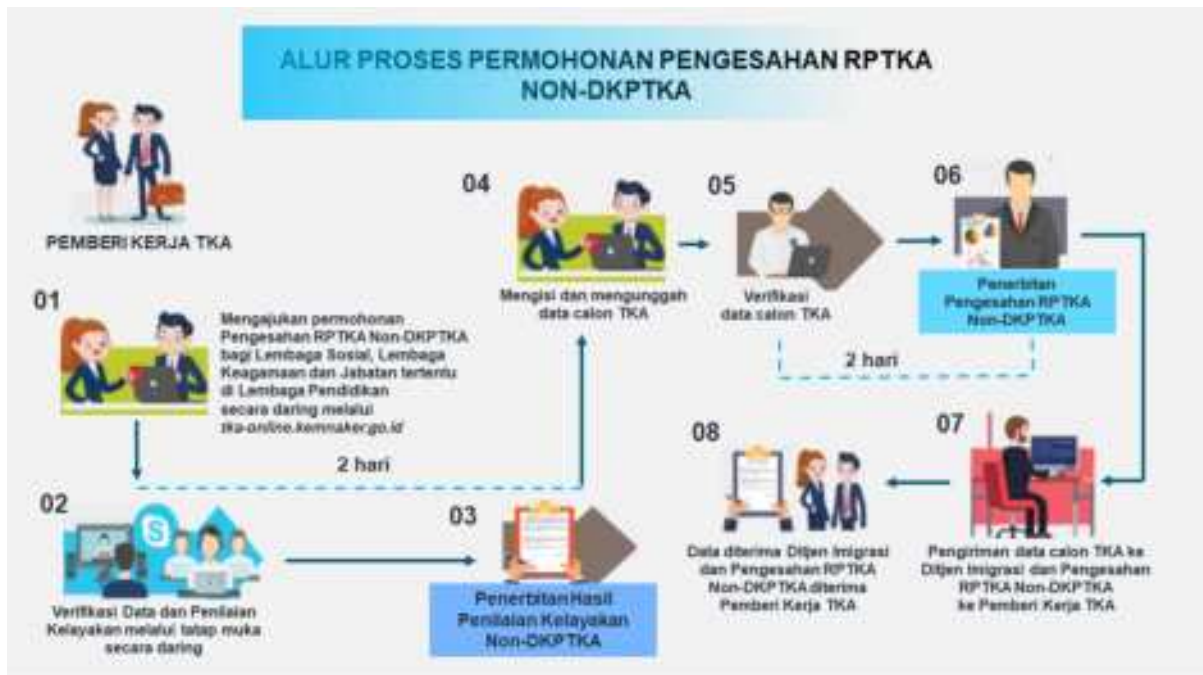 ALUR PROSES PERMOHONAN PENGESAHAN RPTKA
NON-DKPTKA
PEMBERI KERJA TKA
01
Mengajukan permohonan
Pengesahan RPTKA Non-DKPTKA
bagi Lembaga Sosial, Lembaga
Keagamaan dan Jabatan tertentu
di Lembaga Pendidikan
secara daring melalui
tka-online.kemnaker.go.id
2 hari
02
S
Verifikasi Data dan Penilaian
Kelayakan melalui tatap muka
secara daring
03
Penerbitan Hasil
Penilaian Kelayakan
Non-DKPTKA
04
Mengisi dan mengunggah
data calon TKA
05
Verifikasi
data calon TKA
06
Penerbitan
Pengesahan RPTKA
Non-DKPTKA
2 hari
07
Pengiriman data calon TKA ke
Ditjen Imigrasi dan Pengesahan
RPTKA Non-DKPTKA
ke Pemberi Kerja TKA
08
Data diterima Ditjen Imigrasi
dan Pengesahan RPTKA
Non-DKPTKA diterima
Pemberi Kerja TKA